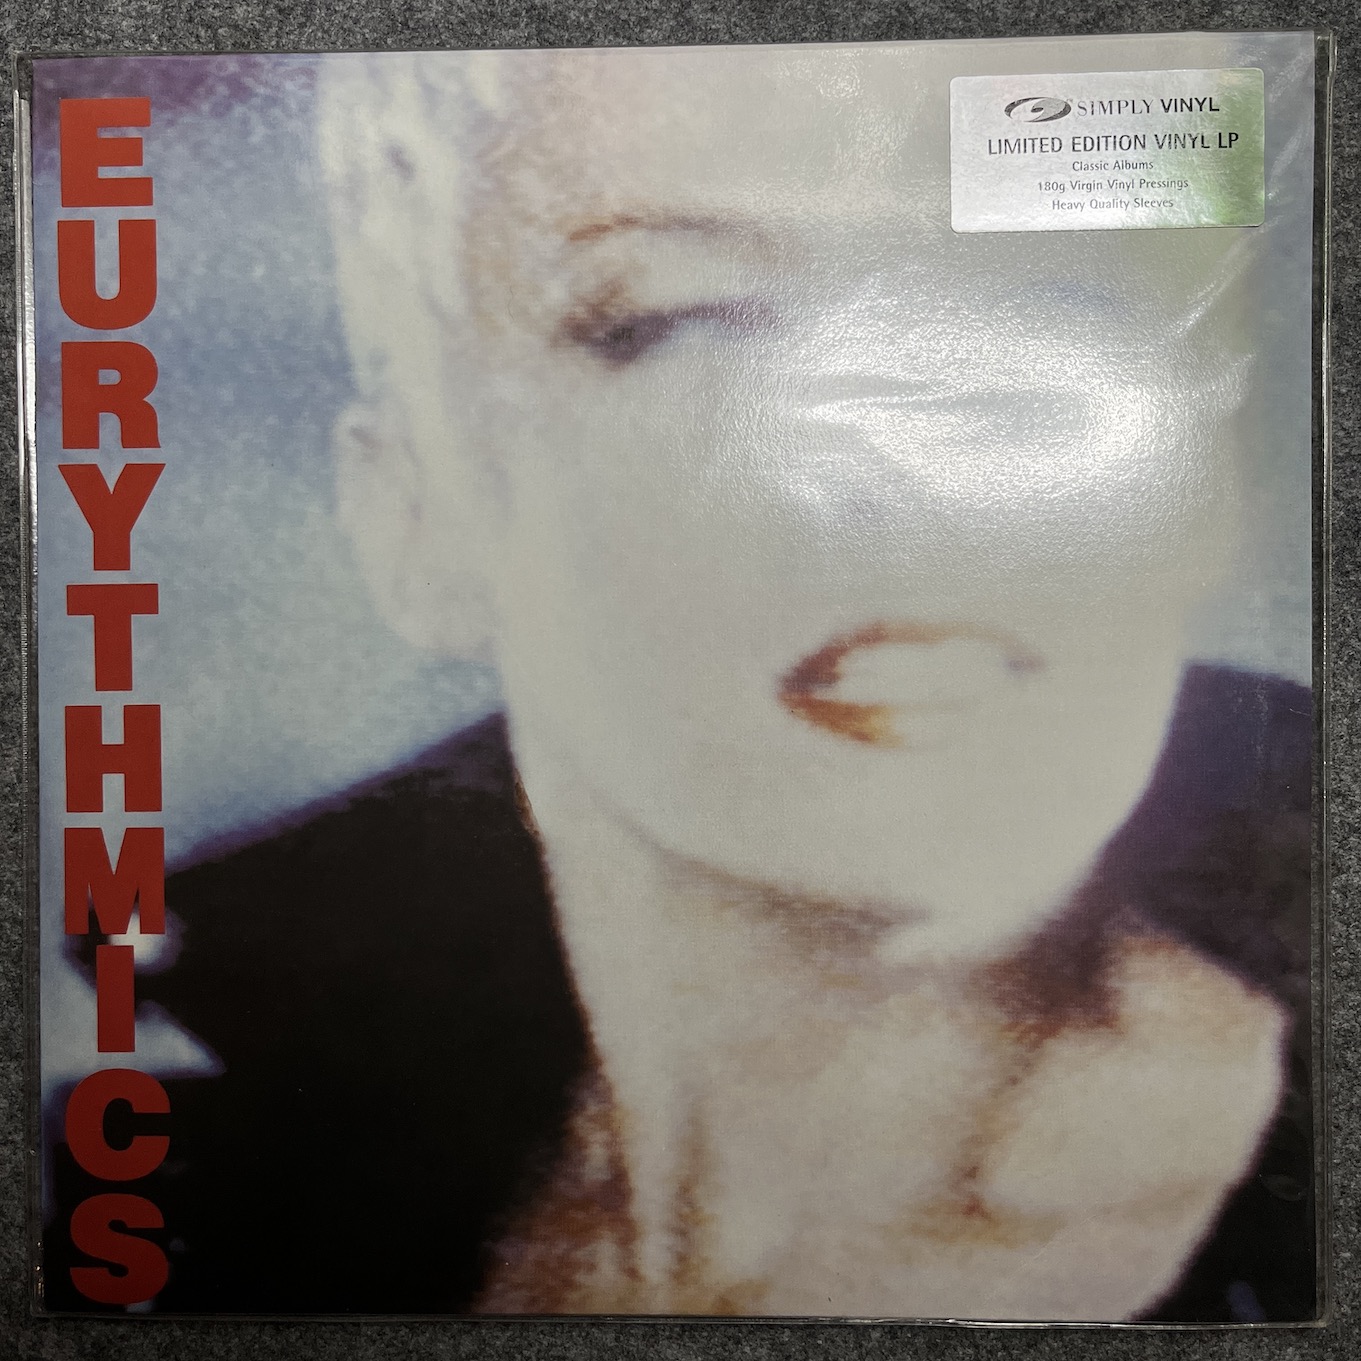 EURYTHMICS
SIMPLY VINYL
LIMITED EDITION VINYL LP
Classic Albums
180g Virgin Vinyl Pressings
Heavy Quality Sleeves